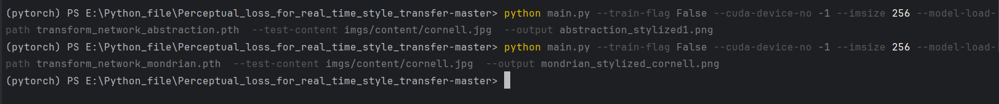 (pytorch) PS E:\Python_file\Perceptual_loss_for_real_time_style_transfer-master> python main.py --train-flag False --cuda-device-no -1 --imsize 256 --model-load-
path transform_network_abstraction.pth  --test-content imgs/content/cornell.jpg  --output abstraction_stylized1.png
(pytorch) PS E:\Python_file\Perceptual_loss_for_real_time_style_transfer-master> python main.py --train-flag False --cuda-device-no -1 --imsize 256 --model-load-
path transform_network_mondrian.pth  --test-content imgs/content/cornell.jpg  --output mondrian_stylized_cornell.png
(pytorch) PS E:\Python_file\Perceptual_loss_for_real_time_style_transfer-master>